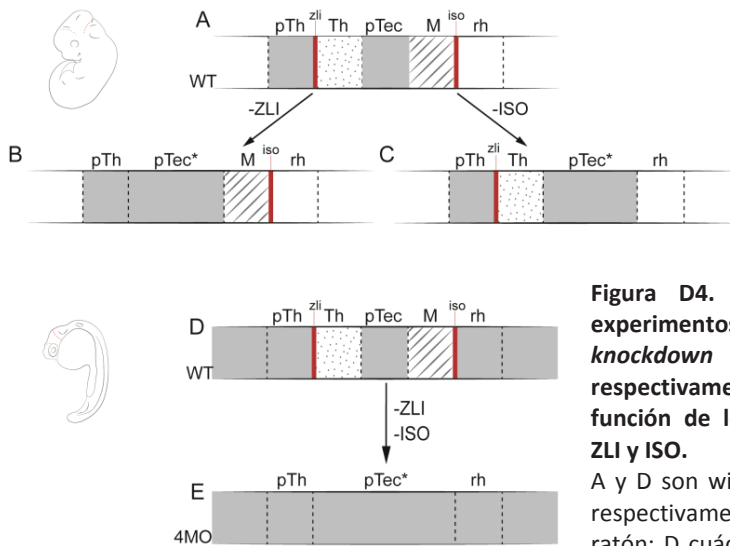 A
pTh zli Th pTec M iso rh
WT
-ZLI
-ISO
B
pTh pTec* M iso rh
C
pTh zli Th pTec* rh
D
pTh zli Th pTec M iso rh
WT
-ZLI
-ISO
E
pTh pTec* rh
4MO
Figura D4.
experimentos
knockdown
respectivame
función de l
ZLI y ISO.
A y D son wi
respectivame
ratón; D cuác